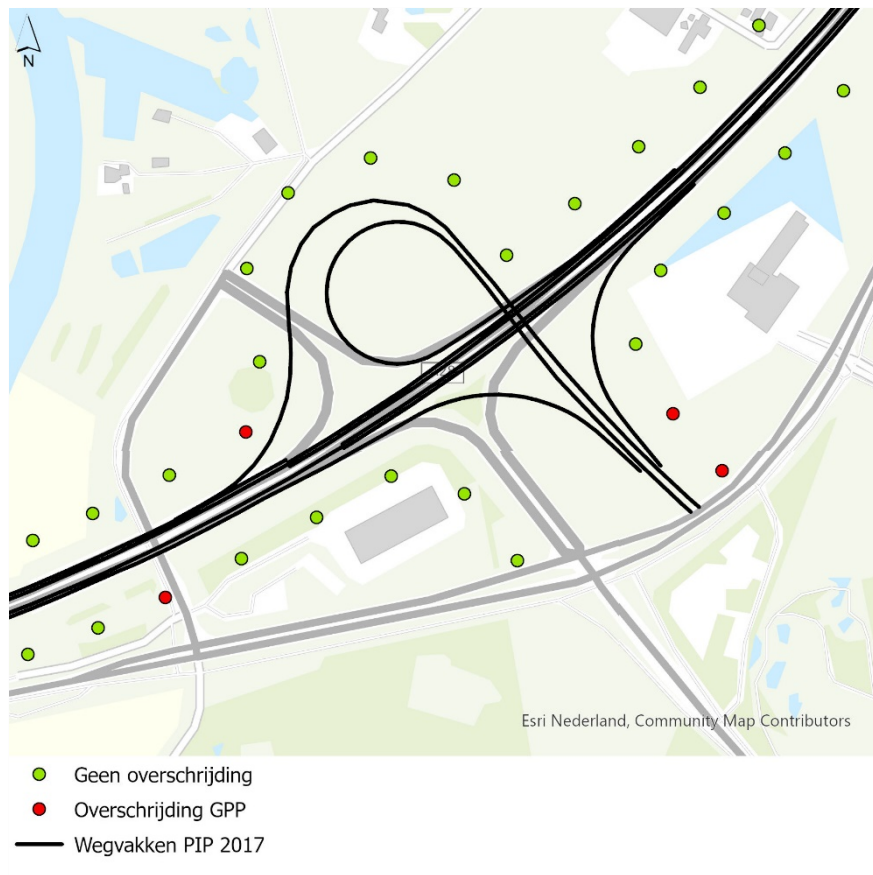 N
Esri Nederland, Community Map Contributors
Geen overschrijding
Overschrijding GPP
Wegvakken PIP 2017